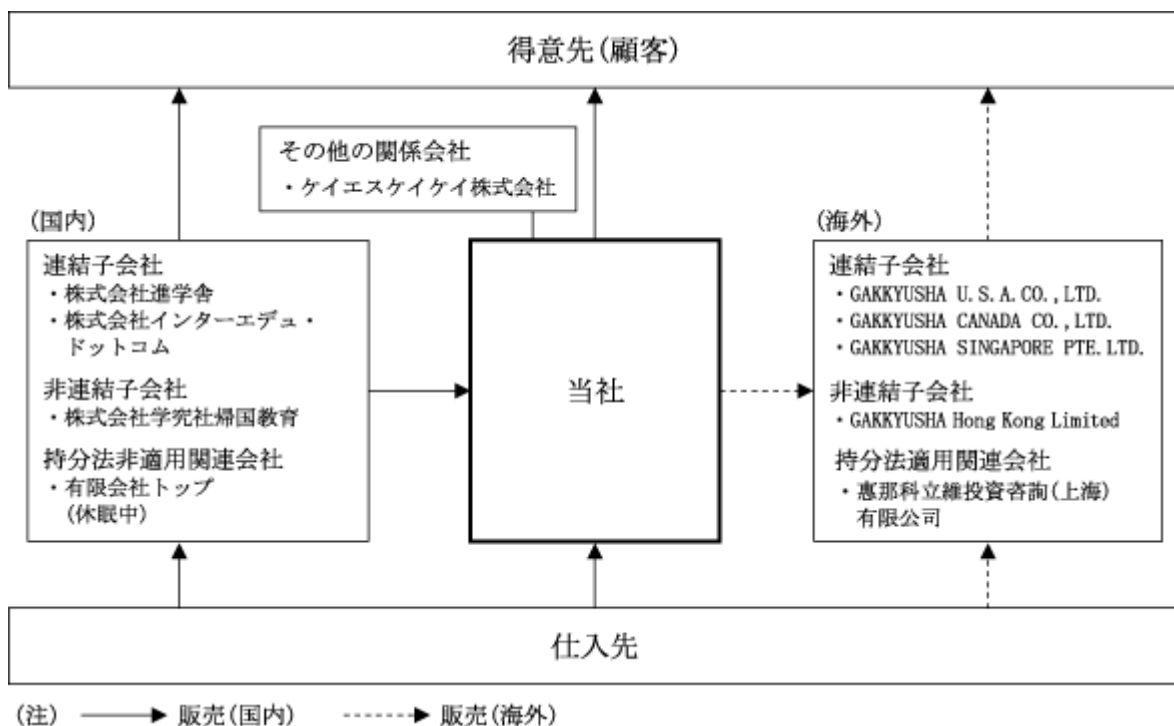 得意先(顧客)
その他の関係会社
・ケイエスケイケイ株式会社
(国内)
連結子会社
・株式会社進学舎
・株式会社インターエデュ・
ドットコム
非連結子会社
・株式会社学究社帰国教育
持分法非適用関連会社
・有限会社トップ
(休眠中)
当社
(海外)
連結子会社
・GAKKYUSHA U.S.A.CO.,LTD.
・GAKKYUSHA CANADA CO.,LTD.
・GAKKYUSHA SINGAPORE PTE.LTD.
非連結子会社
・GAKKYUSHA Hong Kong Limited
持分法適用関連会社
・惠那科立維投資咨詢(上海)
有限公司
仕入先
(注) 販売(国内) 販売(海外)